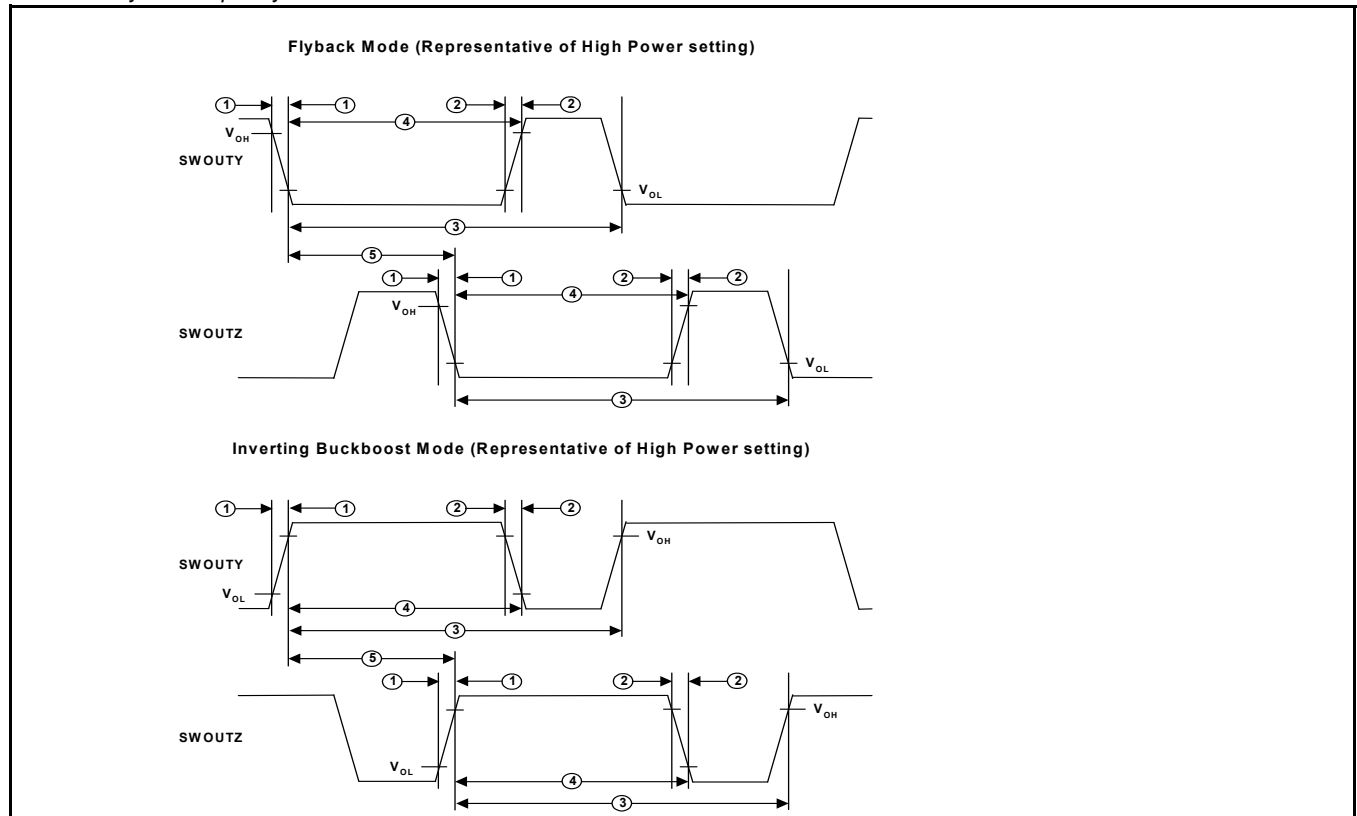 Flyback Mode (Representative of High Power setting)
1 1 2 2
4
VOH
SWOUTY
VOL
3
5
1 1 2 2
4
VOH
SWOUTZ
VOL
3
Inverting Buckboost Mode (Representative of High Power setting)
1 1 2 2
VOH
SWOUTY
VOL
4
3
5
1 1 2 2
VOH
SWOUTZ
VOL
4
3